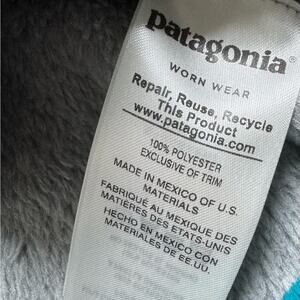 patagonia®
WORN WEAR
Repair, Reuse, Recycle
This Product
www.patagonia.com
100% POLYESTER
EXCLUSIVE OF TRIM
MADE IN MEXICO OF U.S.
MATERIALS
FABRIQUÉ AU MEXIQUE DES
MATIÈRES DES ETATS-UNIS
HECHO EN MÉXICO CON
MATERIALES DE EE.UU.